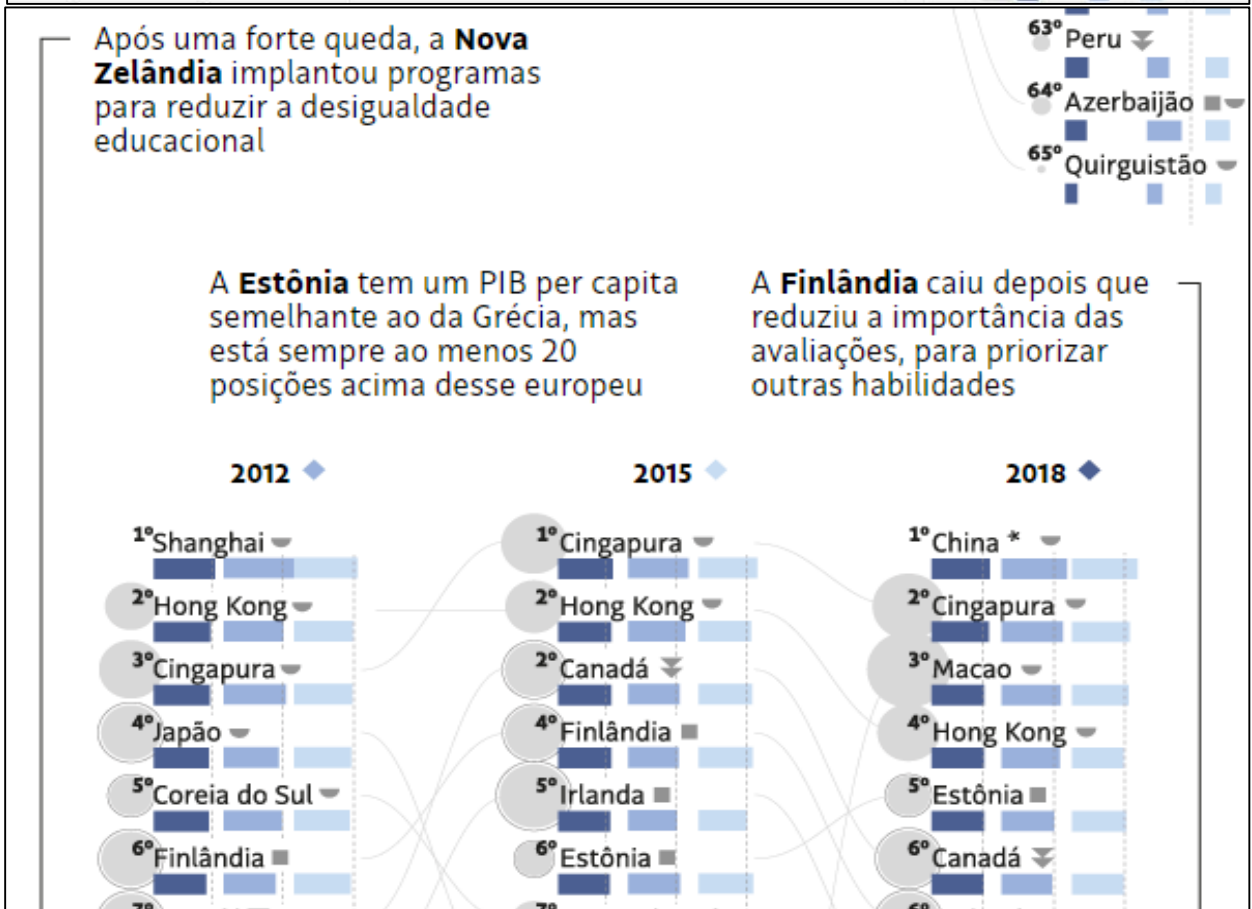 Após uma forte queda, a Nova
Zelândia implantou programas
para reduzir a desigualdade
educacional
63º Peru
64º Azerbaijão
65º Quirguistão
A Estônia tem um PIB per capita
semelhante ao da Grécia, mas
está sempre ao menos 20
posições acima desse europeu
A Finlândia caiu depois que
reduziu a importância das
avaliações, para priorizar
outras habilidades
2012
1º Shanghai
2º Hong Kong
3º Cingapura
4º Japão
5º Coreia do Sul
6º Finlândia
2015
1º Cingapura
2º Hong Kong
2º Canadá
4º Finlândia
5º Irlanda
6º Estônia
2018
1º China *
2º Cingapura
3º Macao
4º Hong Kong
5º Estônia
6º Canadá